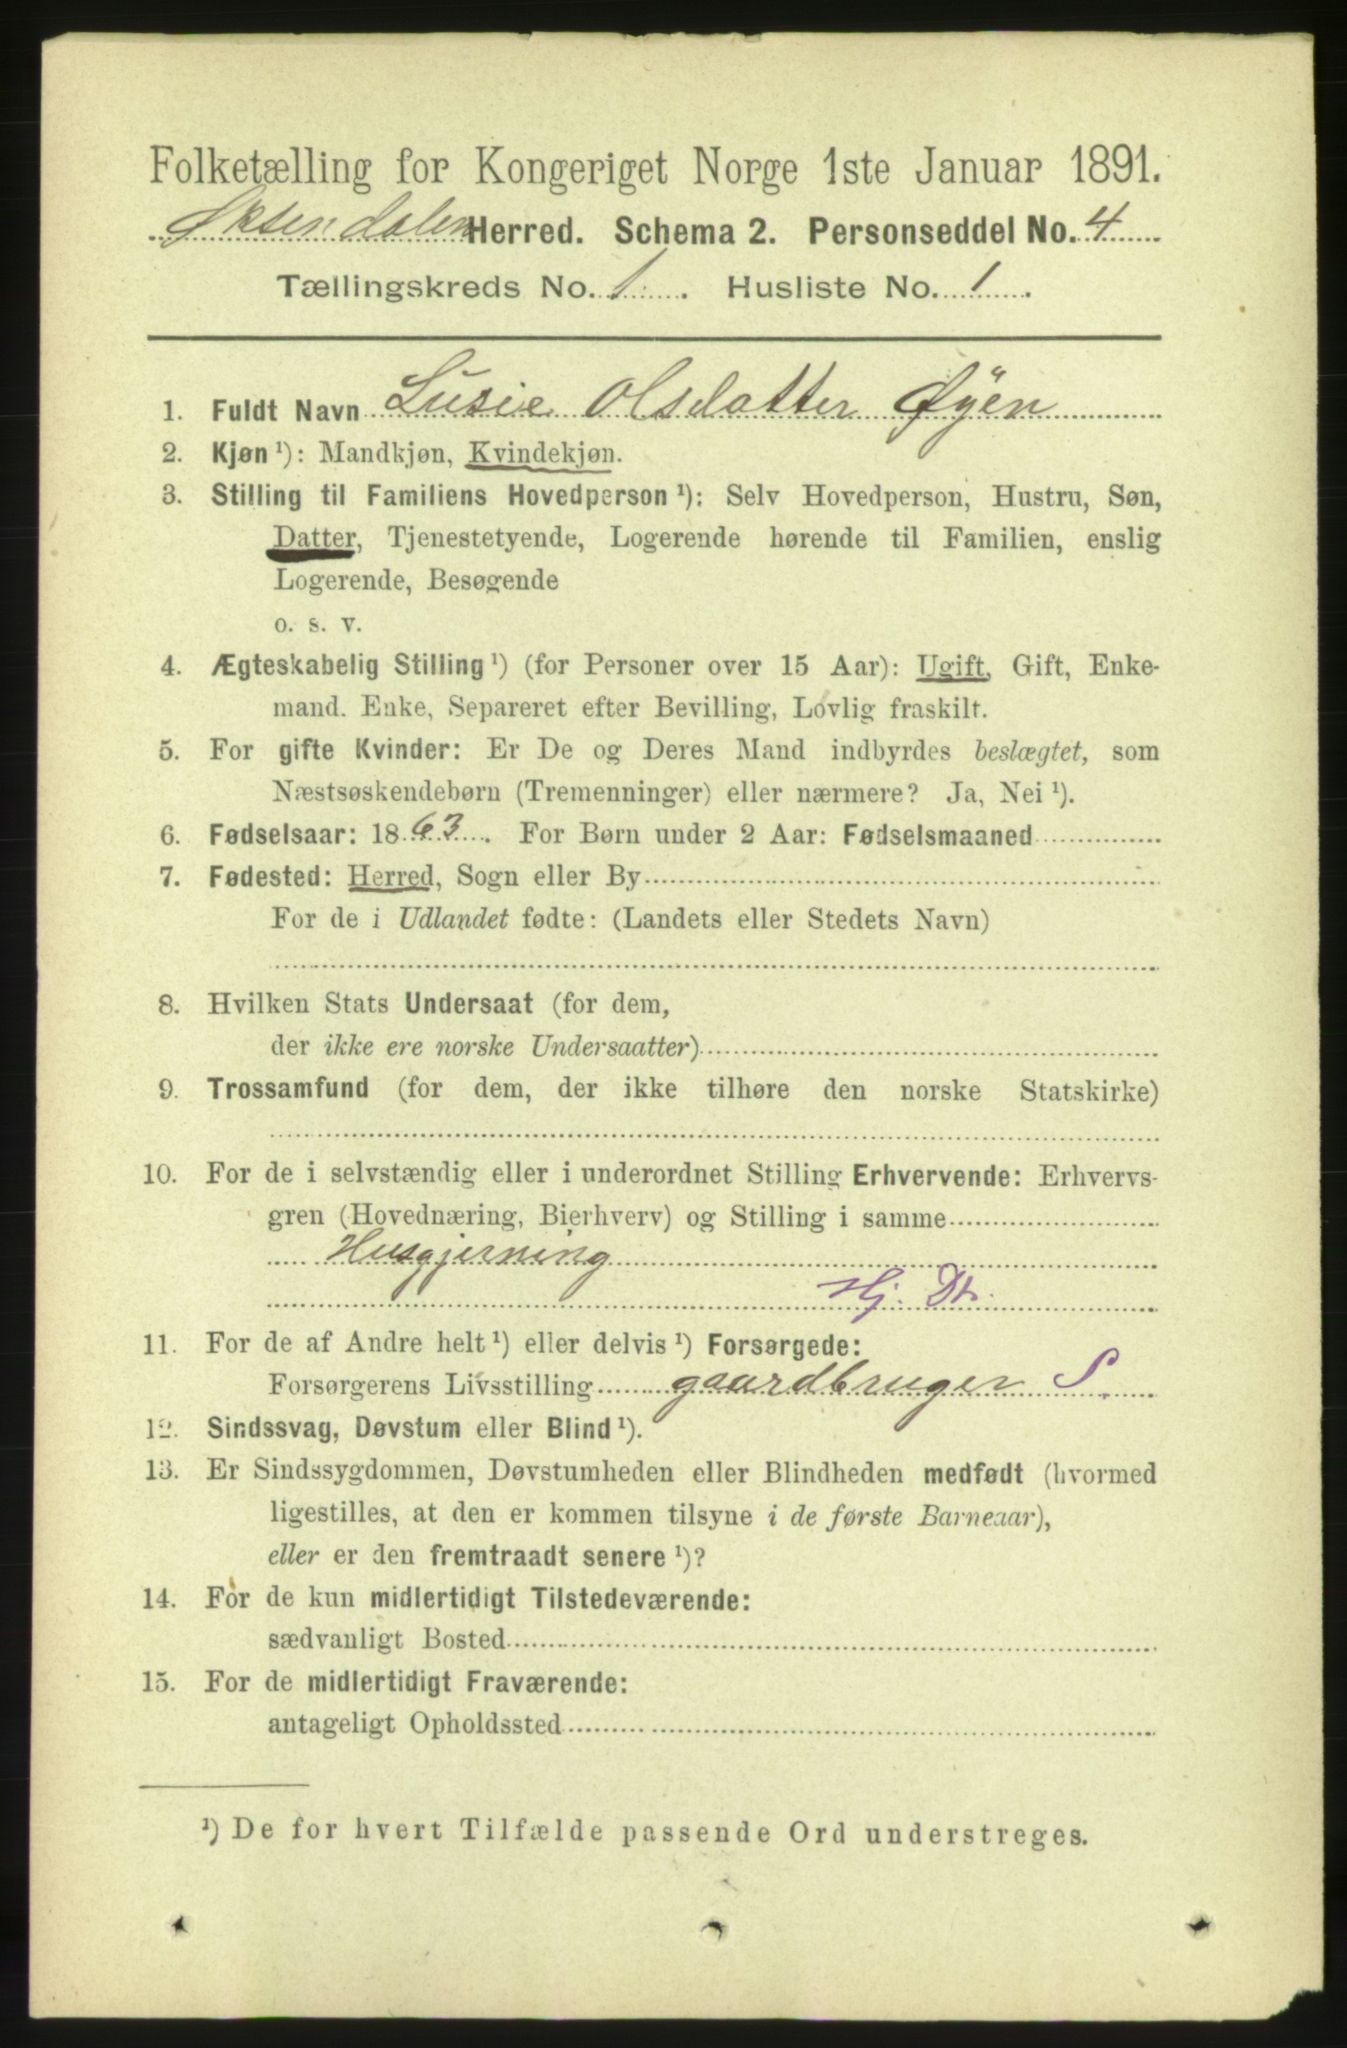 Folketælling for Kongeriget Norge 1ste Januar 1891.
Øksendalen Herred. Schema 2. Personseddel No. 4
Tællingskreds No. 1. Husliste No. 1.
1. Fuldt Navn Lusie Olsdatter Øyen
2. Kjøn ¹): Mandkjøn, Kvindekjøn.
3. Stilling til Familiens Hovedperson ¹): Selv Hovedperson, Hustru, Søn,
Datter, Tjenestetyende, Logerende hørende til Familien, enslig
Logerende, Besøgende
o. s. v.
4. Ægteskabelig Stilling ¹) (for Personer over 15 Aar): Ugift, Gift, Enke-
mand. Enke, Separeret efter Bevilling, Lovlig fraskilt.
5. For gifte Kvinder: Er De og Deres Mand indbyrdes beslægtet, som
Næstsøskendebørn (Tremenninger) eller nærmere? Ja, Nei ¹).
6. Fødselsaar: 1863. For Børn under 2 Aar: Fødselsmaaned
7. Fødested: Herred, Sogn eller By
For de i Udlandet fødte: (Landets eller Stedets Navn)
8. Hvilken Stats Undersaat (for dem,
der ikke ere norske Undersaatter)
9. Trossamfund (for dem, der ikke tilhøre den norske Statskirke)
10. For de i selvstændig eller i underordnet Stilling Erhvervende: Erhvervs-
gren (Hovednæring, Bierhverv) og Stilling i samme
Husgjerning
Hj. Dt.
11. For de af Andre helt ¹) eller delvis ¹) Forsørgede:
Forsørgerens Livsstilling gaardbruger S.
12. Sindssvag, Døvstum eller Blind ¹).
13. Er Sindssygdommen, Døvstumheden eller Blindheden medfødt (hvormed
ligestilles, at den er kommen tilsyne i de første Barneaar),
eller er den fremtraadt senere ¹)?
14. For de kun midlertidigt Tilstedeværende:
sædvanligt Bosted
15. For de midlertidigt Fraværende:
antageligt Opholdssted
¹) De for hvert Tilfælde passende Ord understreges.